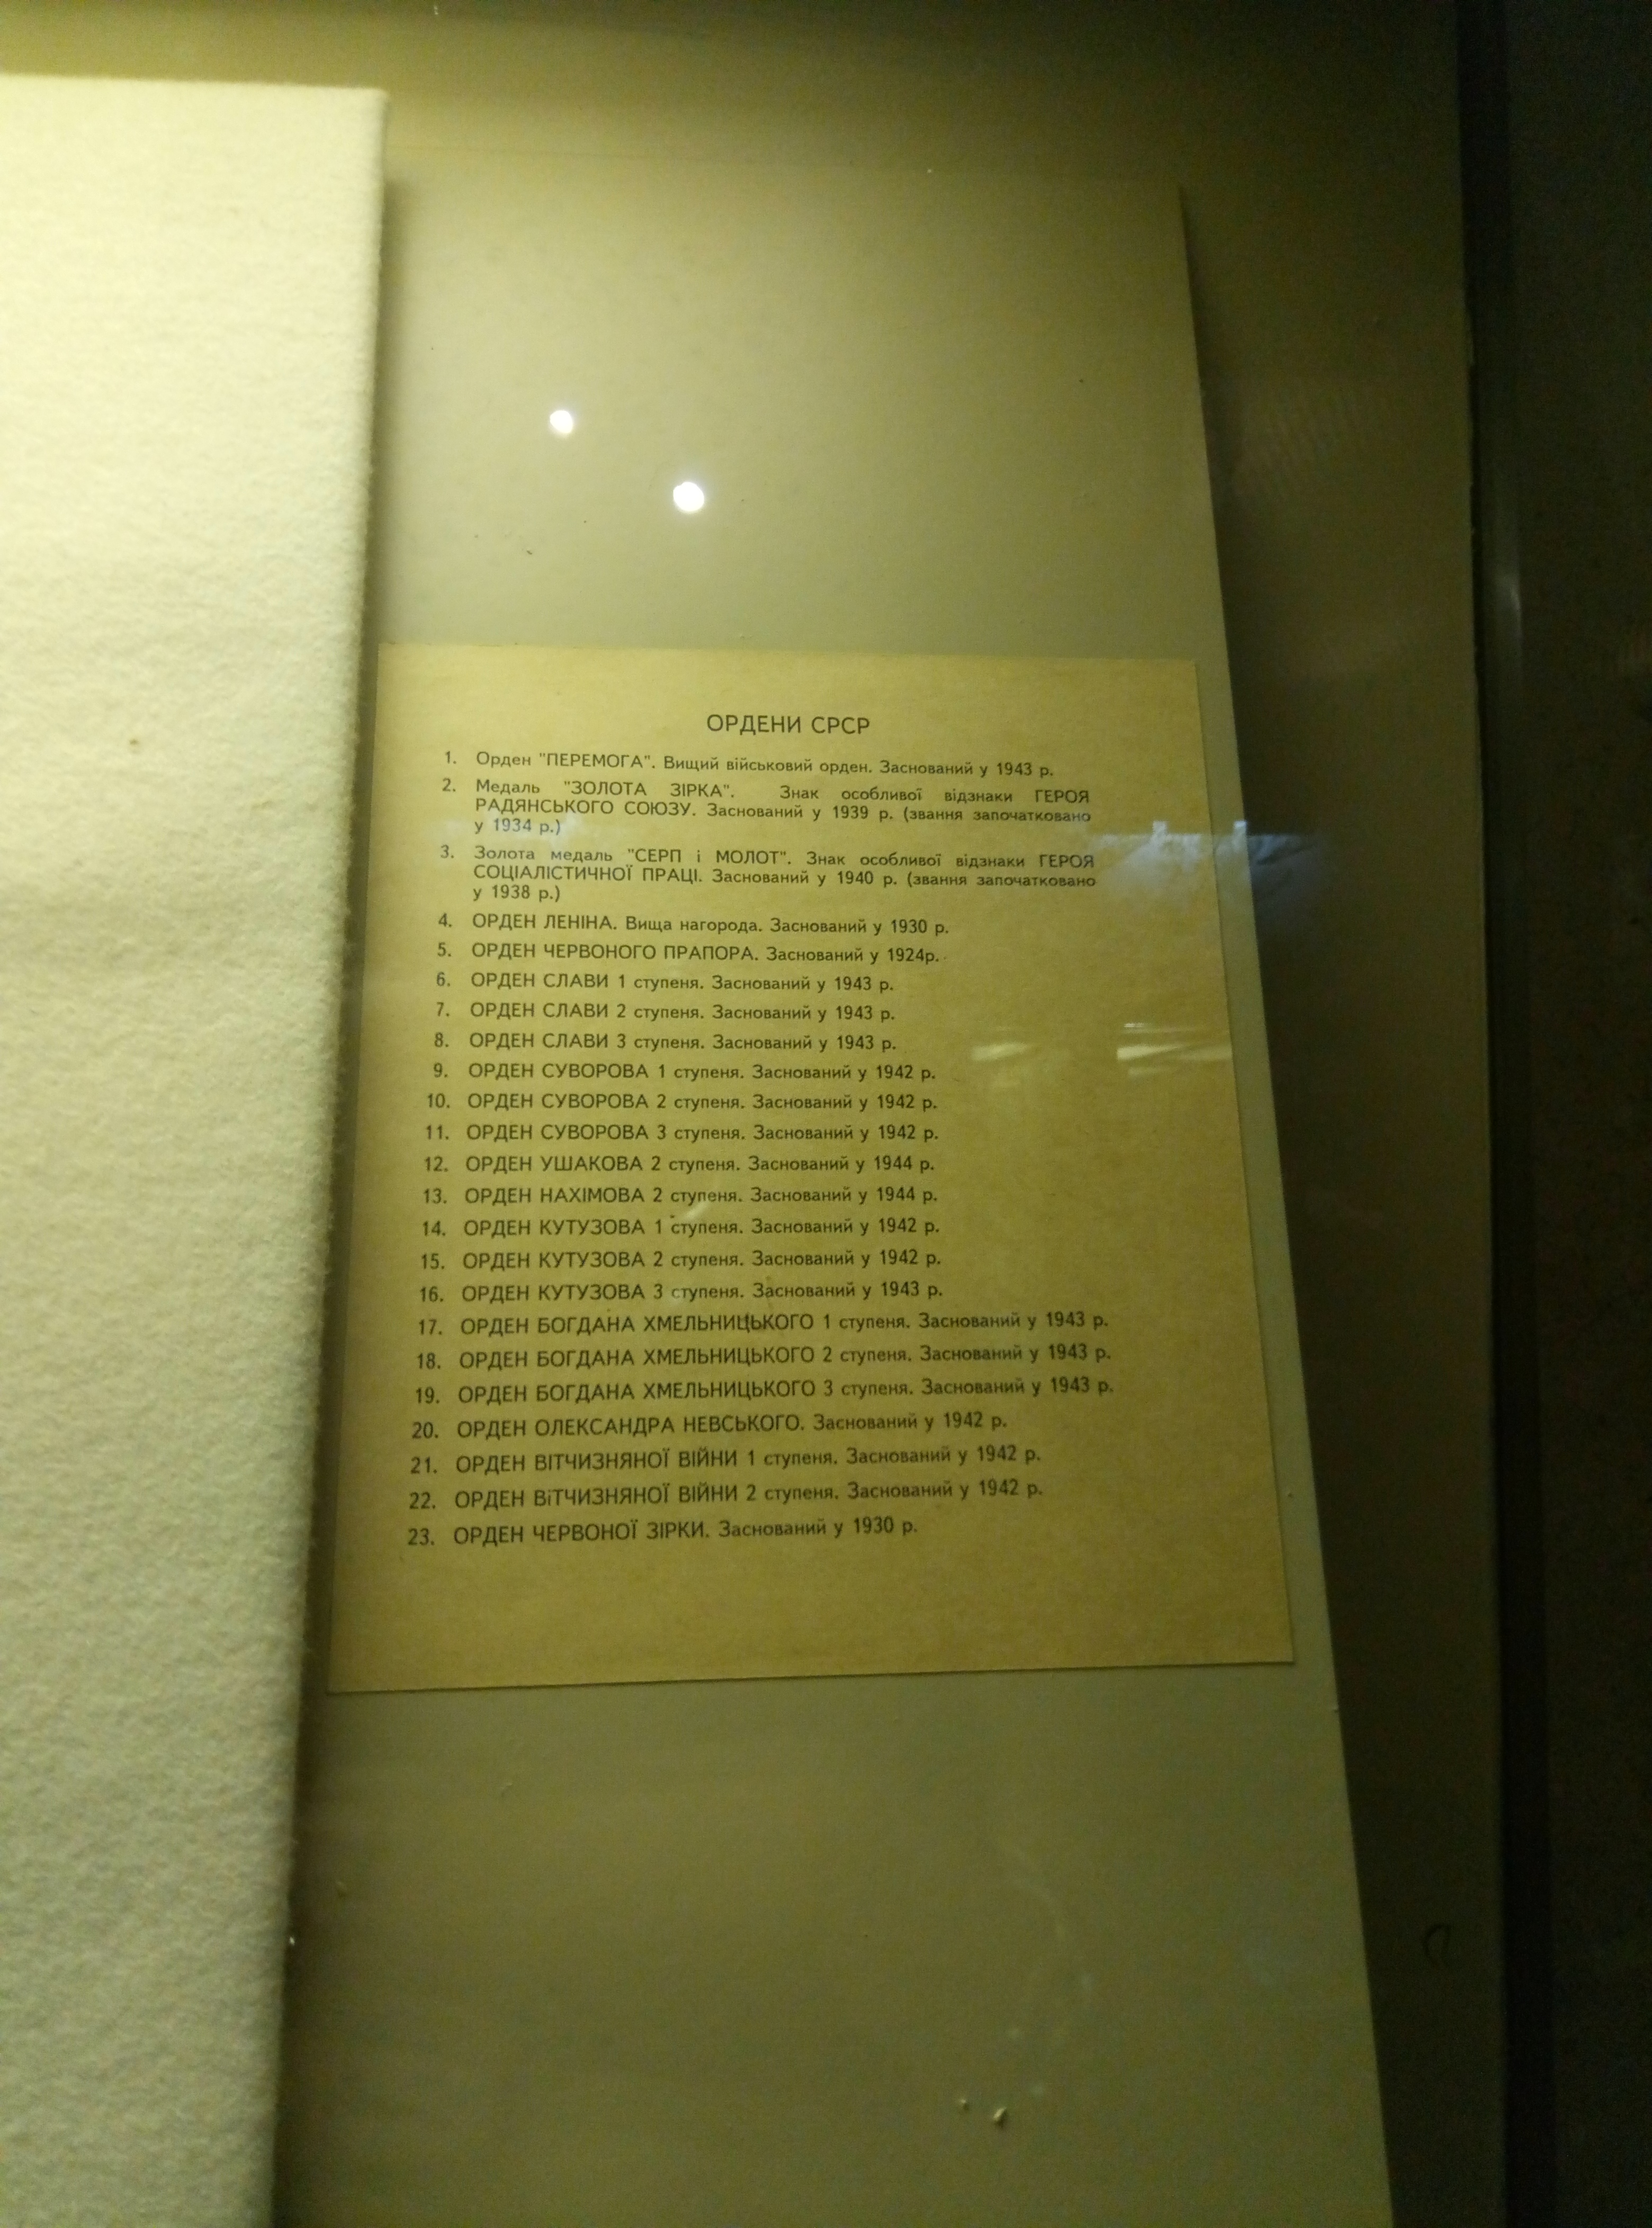 ОРДЕНИ СРСР
1. Орден "ПЕРЕМОГА". Вищий військовий орден. Заснований у 1943 р.
2. Медаль "ЗОЛОТА ЗІРКА". Знак особливої відзнаки ГЕРОЯ
РАДЯНСЬКОГО СОЮЗУ. Заснований у 1939 р. (звання започатковано
у 1934 р.)
3. Золота медаль "СЕРП і МОЛОТ". Знак особливої відзнаки ГЕРОЯ
СОЦІАЛІСТИЧНОЇ ПРАЦІ. Заснований у 1940 р. (звання започатковано
у 1938 р.)
4. ОРДЕН ЛЕНІНА. Вища нагорода. Заснований у 1930 р.
5. ОРДЕН ЧЕРВОНОГО ПРАПОРА. Заснований у 1924р.
6. ОРДЕН СЛАВИ 1 ступеня. Заснований у 1943 р.
7. ОРДЕН СЛАВИ 2 ступеня. Заснований у 1943 р.
8. ОРДЕН СЛАВИ 3 ступеня. Заснований у 1943 р.
9. ОРДЕН СУВОРОВА 1 ступеня. Заснований у 1942 р.
10. ОРДЕН СУВОРОВА 2 ступеня. Заснований у 1942 р.
11. ОРДЕН СУВОРОВА 3 ступеня. Заснований у 1942 р.
12. ОРДЕН УШАКОВА 2 ступеня. Заснований у 1944 р.
13. ОРДЕН НАХІМОВА 2 ступеня. Заснований у 1944 р.
14. ОРДЕН КУТУЗОВА 1 ступеня. Заснований у 1942 р.
15. ОРДЕН КУТУЗОВА 2 ступеня. Заснований у 1942 р.
16. ОРДЕН КУТУЗОВА 3 ступеня. Заснований у 1943 р.
17. ОРДЕН БОГДАНА ХМЕЛЬНИЦЬКОГО 1 ступеня. Заснований у 1943 р.
18. ОРДЕН БОГДАНА ХМЕЛЬНИЦЬКОГО 2 ступеня. Заснований у 1943 р.
19. ОРДЕН БОГДАНА ХМЕЛЬНИЦЬКОГО 3 ступеня. Заснований у 1943 р.
20. ОРДЕН ОЛЕКСАНДРА НЕВСЬКОГО. Заснований у 1942 р.
21. ОРДЕН ВІТЧИЗНЯНОЇ ВІЙНИ 1 ступеня. Заснований у 1942 р.
22. ОРДЕН ВіТЧИЗНЯНОЇ ВІЙНИ 2 ступеня. Заснований у 1942 р.
23. ОРДЕН ЧЕРВОНОЇ ЗІРКИ. Заснований у 1930 р.